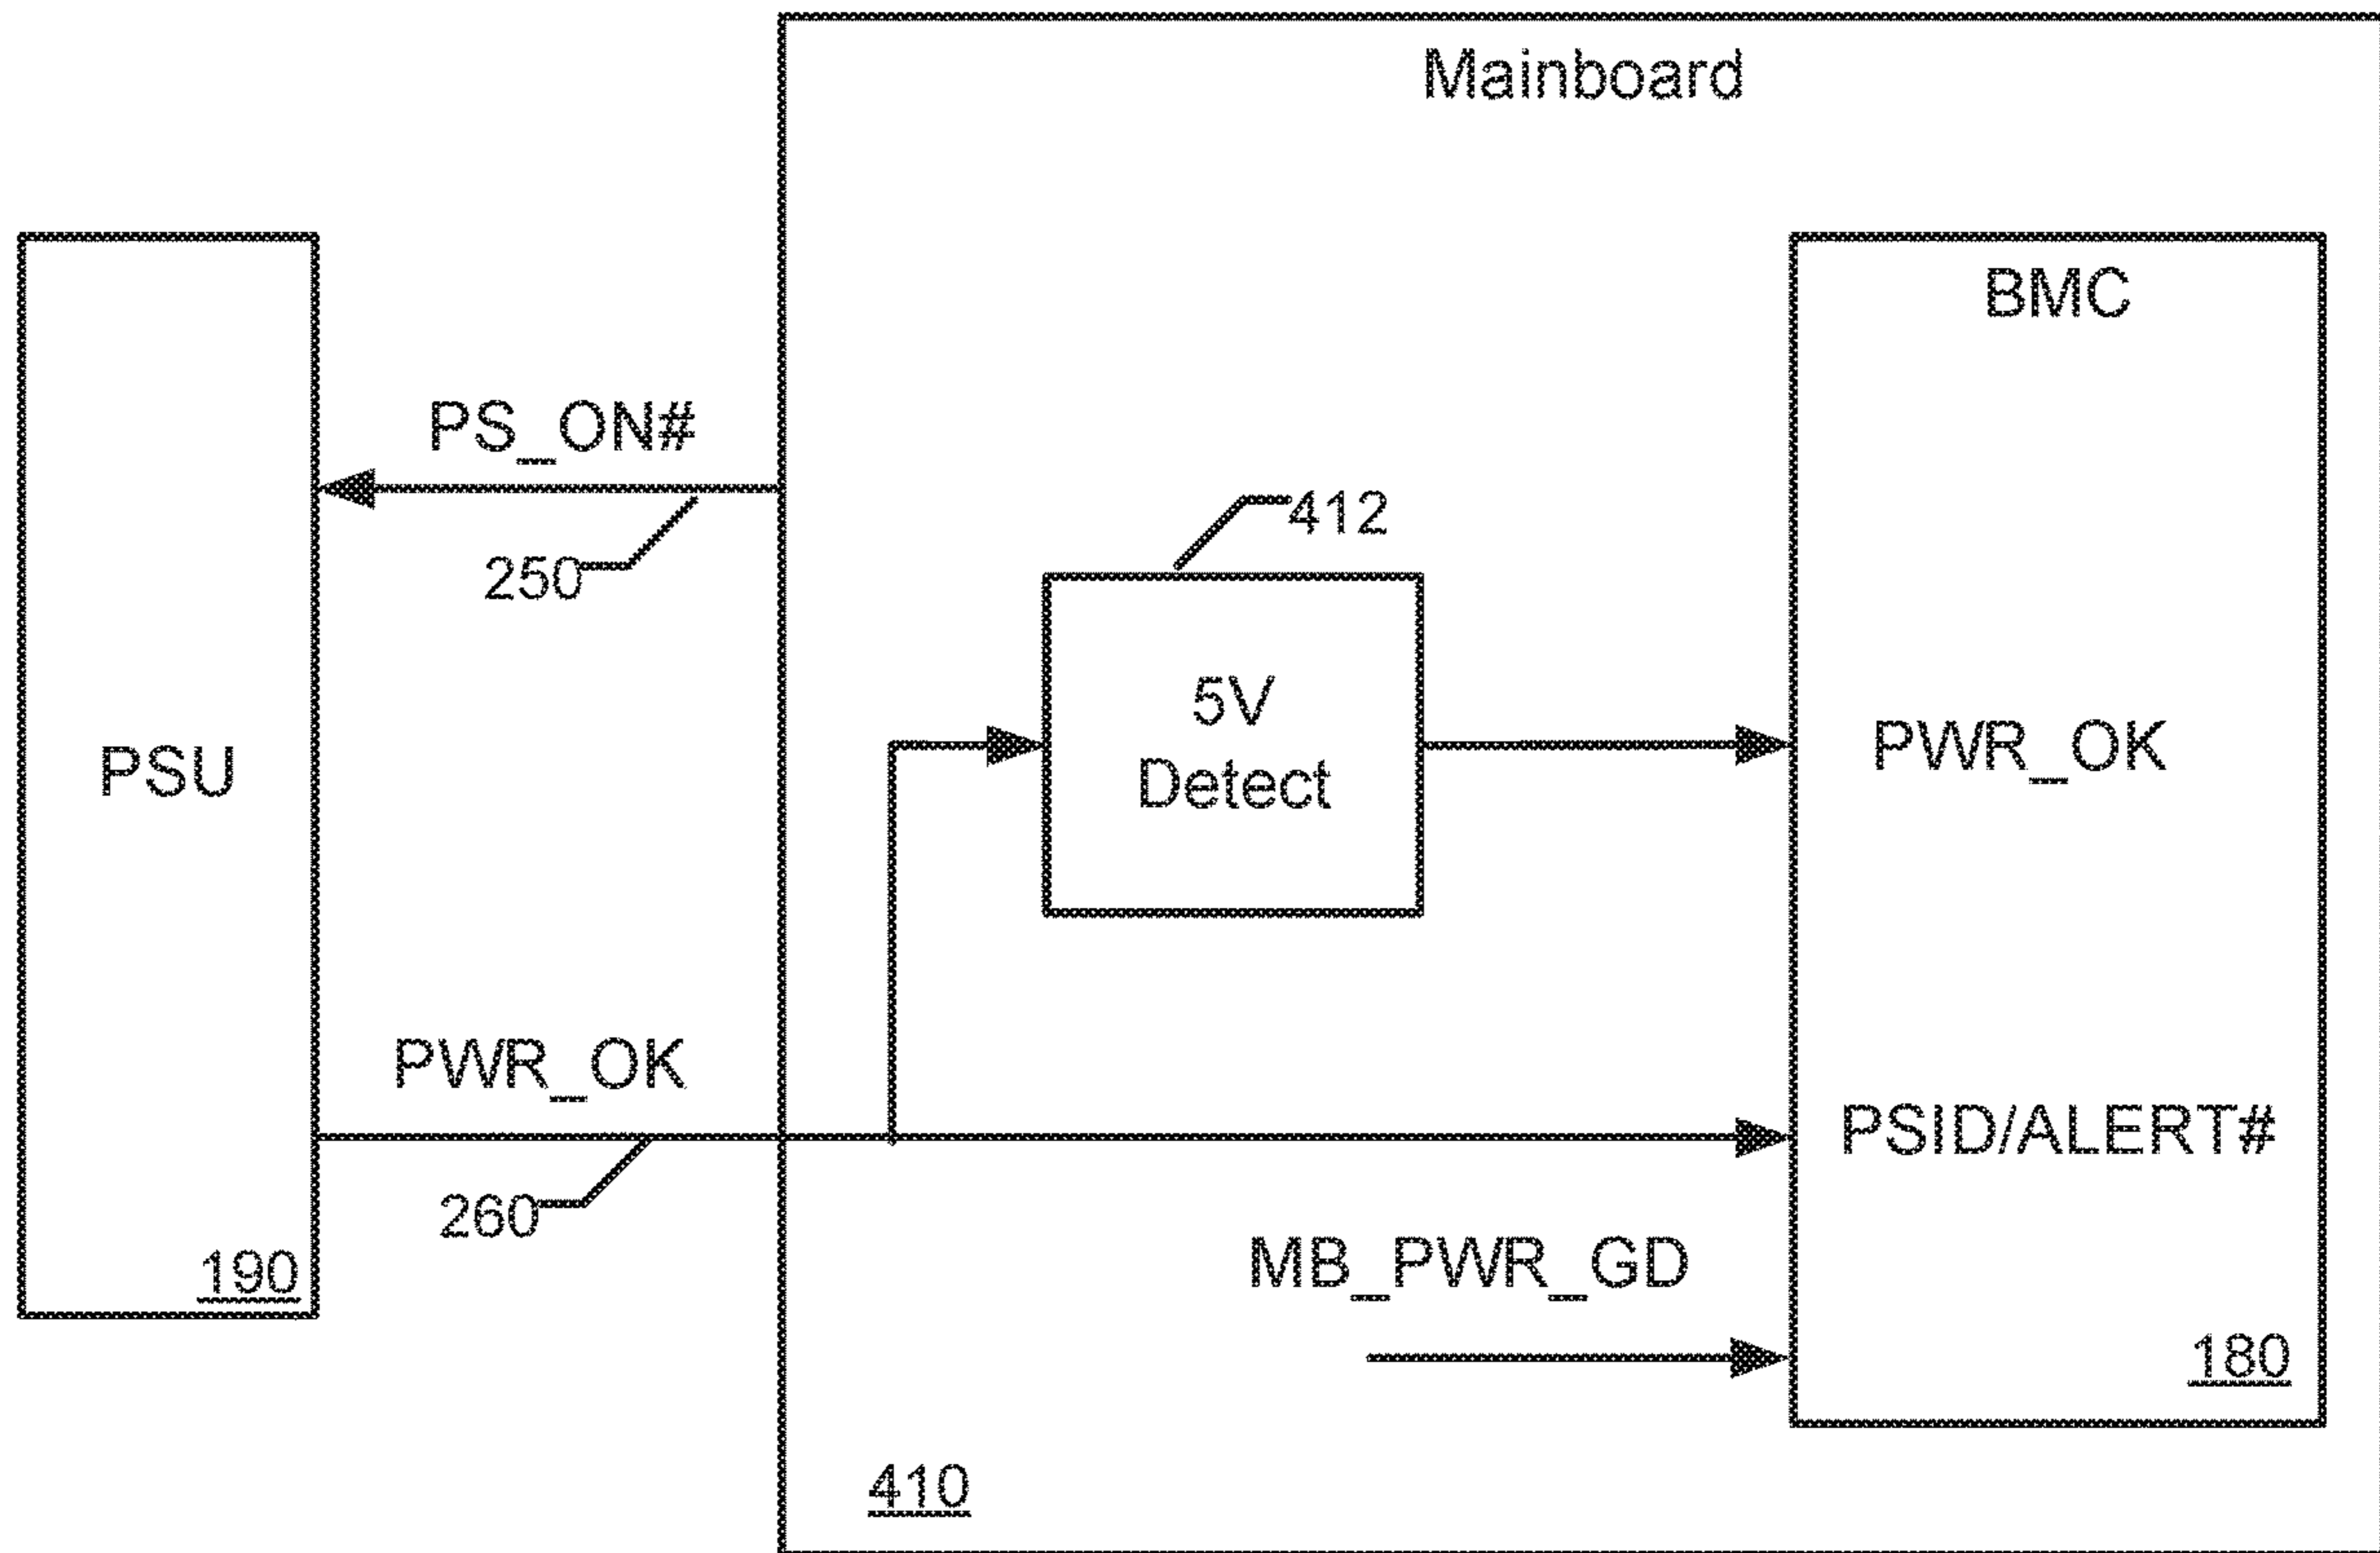 Mainboard
BMC
PS_ON#
250
412
5V
Detect
PSU
PWR_OK
PWR_OK
PSID/ALERT#
260
MB_PWR_GD
190
180
410